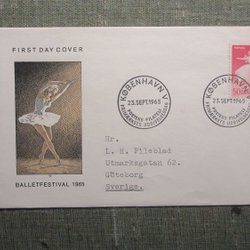 FIRST DAY COVER
BALLETFESTIVAL 1965
KØBENHAVN V
23.SEPT.1965
Hr.
L. H. Fileblad
Utmarksgatan 62.
Göteborg
Sverige.
KØBENHAVN V
23.SEPT.1965